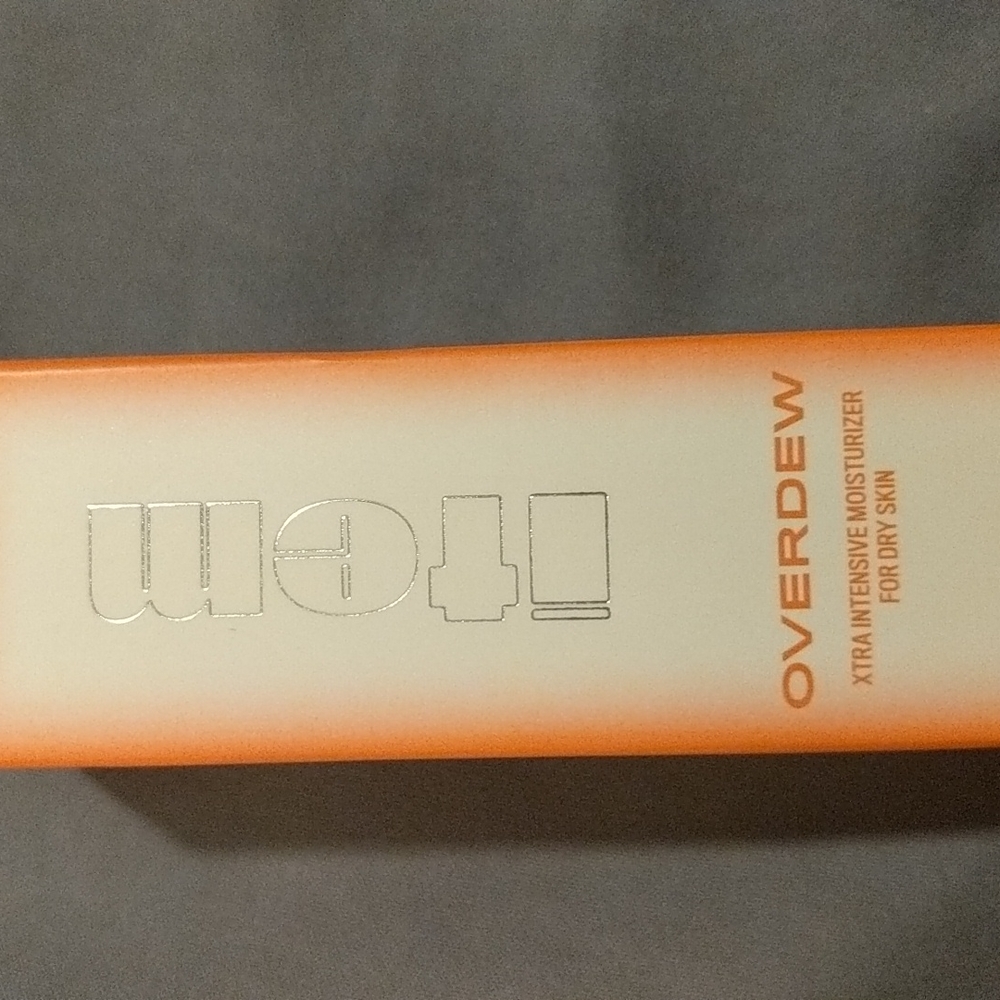 item
OVERDEW
XTRA INTENSIVE MOISTURIZER
FOR DRY SKIN